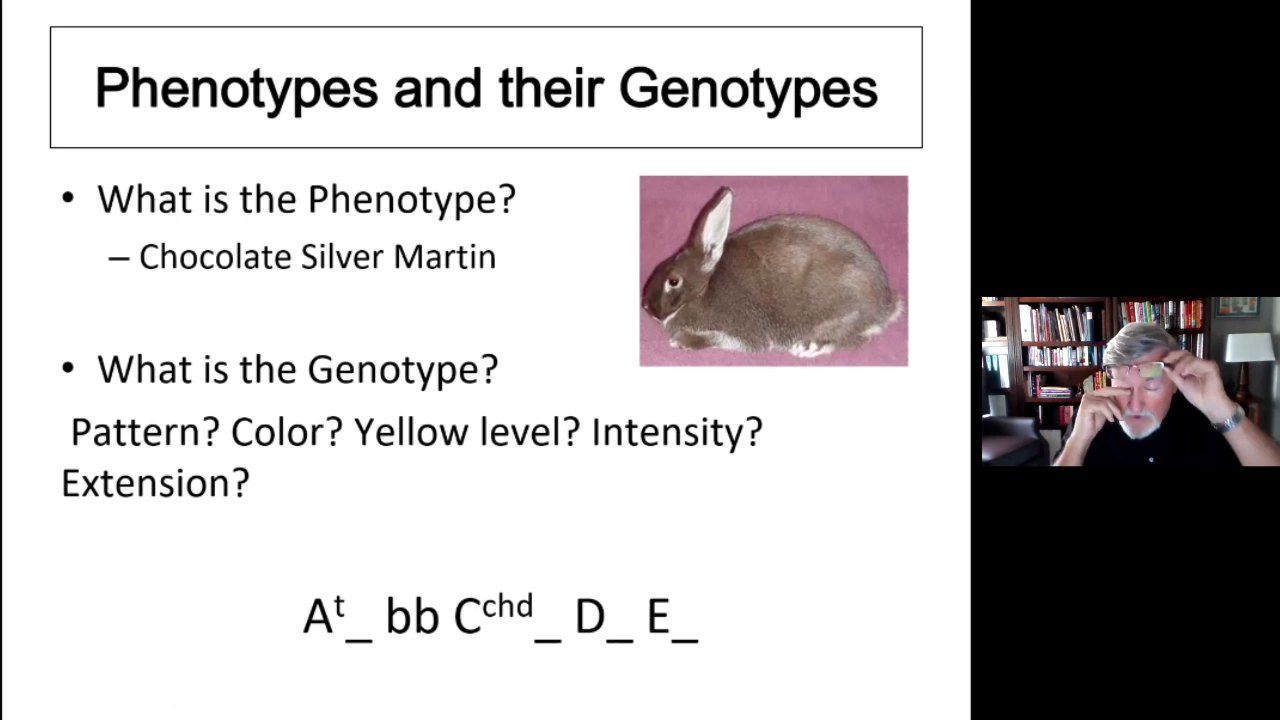 Phenotypes and their Genotypes
• What is the Phenotype?
– Chocolate Silver Martin
• What is the Genotype?
Pattern? Color? Yellow level? Intensity?
Extension?
Aᵗ_ bb Cᶜʰᵈ_ D_ E_